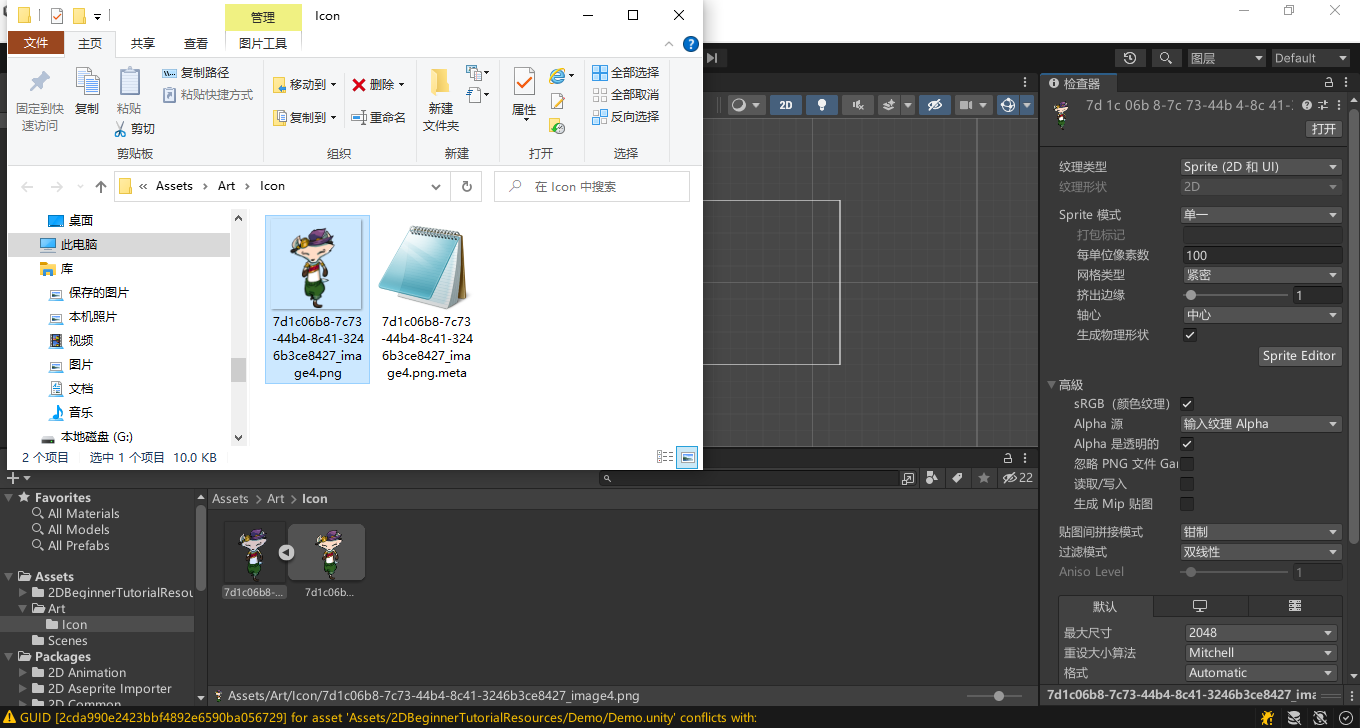 管理
Icon
文件
主页
共享
查看
图片工具
固定到快
速访问
复制
粘贴
复制路径
粘贴快捷方式
剪切
剪贴板
移动到
复制到
删除
重命名
组织
新建
文件夹
新建
属性
打开
全部选择
全部取消
反向选择
选择
« Assets › Art › Icon
在 Icon 中搜索
桌面
此电脑
库
保存的图片
本机照片
视频
图片
文档
音乐
本地磁盘 (G:)
7d1c06b8-7c73
-44b4-8c41-324
6b3ce8427_ima
ge4.png
7d1c06b8-7c73
-44b4-8c41-324
6b3ce8427_ima
ge4.png.meta
2 个项目
选中 1 个项目
10.0 KB
图层
Default
2D
检查器
7d 1c 06b 8-7c 73-44b 4-8c 41-
打开
纹理类型
Sprite (2D 和 UI)
纹理形状
2D
Sprite 模式
单一
打包标记
每单位像素数
100
网格类型
紧密
挤出边缘
1
轴心
中心
生成物理形状
Sprite Editor
高級
sRGB（颜色纹理）
Alpha 源
输入纹理 Alpha
Alpha 是透明的
忽略 PNG 文件 Gar
读取/写入
生成 Mip 贴图
贴图间拼接模式
钳制
过滤模式
双线性
Aniso Level
1
默认
最大尺寸
2048
重设大小算法
Mitchell
格式
Automatic
7d1c06b8-7c73-44b4-8c41-3246b3ce8427_ima
22
Favorites
All Materials
All Models
All Prefabs
Assets
2DBeginnerTutorialResou
Art
Icon
Scenes
Packages
2D Animation
2D Aseprite Importer
2D Common
Assets > Art > Icon
7d1c06b8-...
7d1c06b...
Assets/Art/Icon/7d1c06b8-7c73-44b4-8c41-3246b3ce8427_image4.png
GUID [2cda990e2423bbf4892e6590ba056729] for asset 'Assets/2DBeginnerTutorialResources/Demo/Demo.unity' conflicts with: